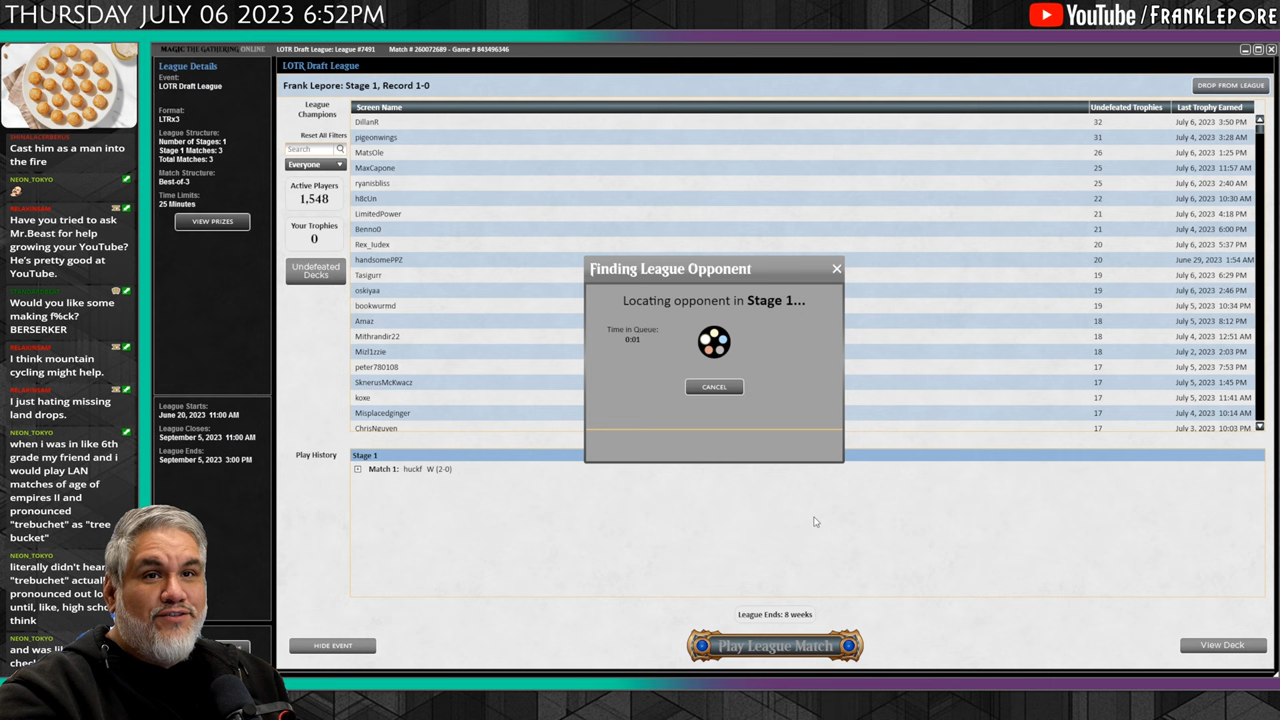 THURSDAY JULY 06 2023 6:52PM
YouTube /FrankLepore
MAGIC THE GATHERING ONLINE
LOTR Draft League: League #7491
Match # 260072689 - Game # 843496346
Cast him as a man into
the fire
NEON_TOKYO
Have you tried to ask
Mr.Beast for help
growing your YouTube?
He's pretty good at
YouTube.
Would you like some
making f%ck?
BERSERKER
I think mountain
cycling might help.
I just hating missing
land drops.
NEON_TOKYO
when i was in like 6th
grade my friend and i
would play LAN
matches of age of
empires II and
pronounced
"trebuchet" as "tree
bucket"
NEON_TOKYO
literally didn't hear
"trebuchet"
pronounced out
until, like, high
think
NEON_TOKYO
and was
League Details
Event:
LOTR Draft League
Format:
LTRx3
League Structure:
Number of Stages: 1
Stage 1 Matches: 3
Total Matches: 3
Match Structure:
Best-of-3
Time Limits:
25 Minutes
VIEW PRIZES
League Starts:
June 20, 2023 11:00 AM
League Closes:
September 5, 2023 11:00 AM
League Ends:
September 5, 2023 3:00 PM
LOTR Draft League
Frank Lepore: Stage 1, Record 1-0
DROP FROM LEAGUE
League
Champions
Reset All Filters
Search
Everyone
Active Players
1,548
Your Trophies
0
Undefeated
Decks
Screen Name Undefeated Trophies Last Trophy Earned
DillanR 32 July 6, 2023 3:50 PM
pigeonwings 31 July 4, 2023 3:28 AM
MatsOle 26 July 6, 2023 1:25 PM
MaxCapone 25 July 6, 2023 11:57 AM
ryanisbliss 25 July 6, 2023 2:40 AM
h8cUn 22 July 6, 2023 10:30 AM
LimitedPower 21 July 6, 2023 4:18 PM
Benno0 21 July 4, 2023 6:00 PM
Rex_Iudex 20 July 6, 2023 5:37 PM
handsomePPZ 20 June 29, 2023 1:54 AM
Tasigurr 19 July 6, 2023 6:29 PM
oskiyaa 19 July 6, 2023 2:46 PM
bookwurmd 19 July 5, 2023 10:34 PM
Amaz 18 July 5, 2023 8:12 PM
Mithrandir22 18 July 4, 2023 12:51 AM
Mizl1zzie 18 July 2, 2023 2:03 PM
peter780108 17 July 5, 2023 7:53 PM
SknerusMcKwacz 17 July 5, 2023 1:45 PM
koxe 17 July 5, 2023 11:41 AM
Misplacedginger 17 July 4, 2023 10:14 AM
ChrisNguyen 17 July 3, 2023 10:03 PM
Finding League Opponent
Locating opponent in Stage 1...
Time in Queue:
0:01
CANCEL
Play History
Stage 1
Match 1: huckf W (2-0)
League Ends: 8 weeks
HIDE EVENT
Play League Match
View Deck